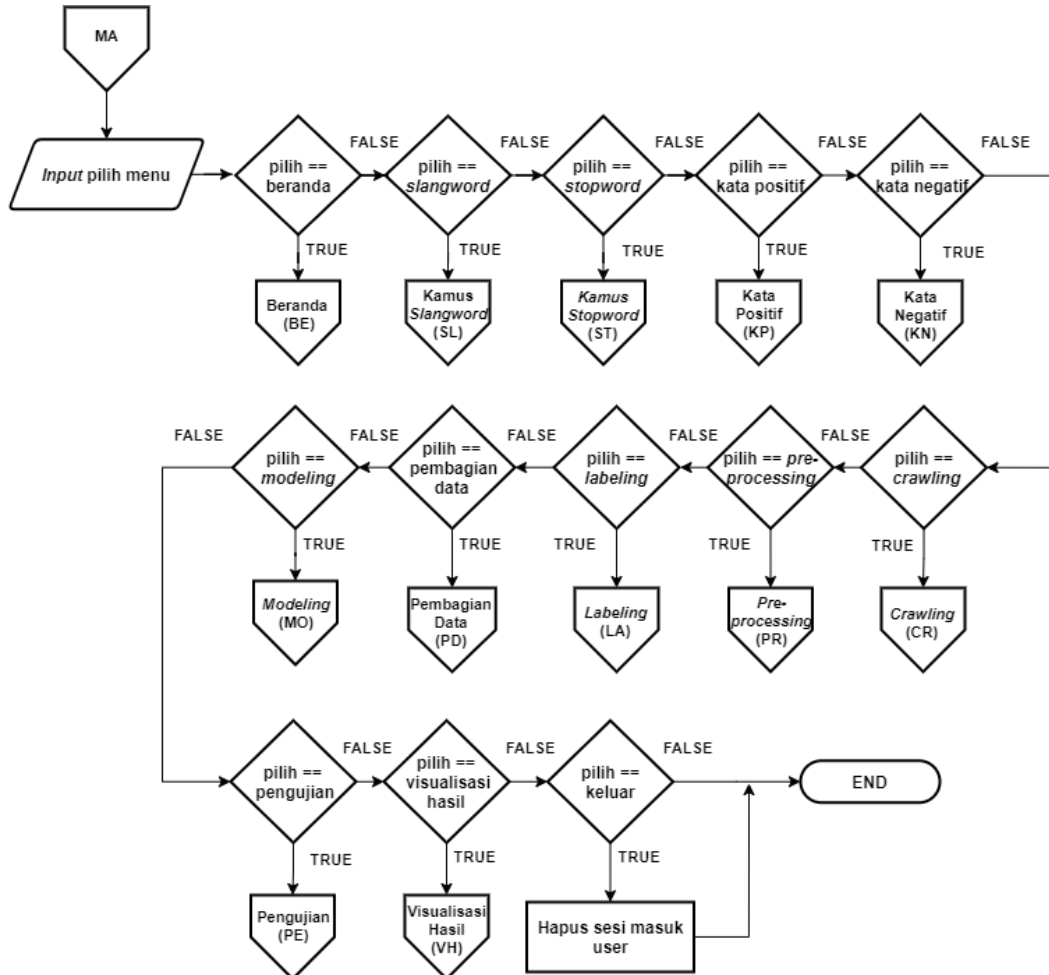 MA
Input pilih menu
pilih ==
beranda
FALSE
TRUE
Beranda
(BE)
pilih ==
slangword
FALSE
TRUE
Kamus
Slangword
(SL)
pilih ==
stopword
FALSE
TRUE
Kamus
Stopword
(ST)
pilih ==
kata positif
FALSE
TRUE
Kata
Positif
(KP)
pilih ==
kata negatif
FALSE
TRUE
Kata
Negatif
(KN)
pilih ==
crawling
FALSE
TRUE
Crawling
(CR)
pilih == pre-
processing
FALSE
TRUE
Pre-
processing
(PR)
pilih ==
labeling
FALSE
TRUE
Labeling
(LA)
pilih ==
pembagian
data
FALSE
TRUE
Pembagian
Data
(PD)
pilih ==
modeling
FALSE
TRUE
Modeling
(MO)
pilih ==
pengujian
FALSE
TRUE
Pengujian
(PE)
pilih ==
visualisasi
hasil
FALSE
TRUE
Visualisasi
Hasil
(VH)
pilih ==
keluar
FALSE
TRUE
Hapus sesi masuk
user
END